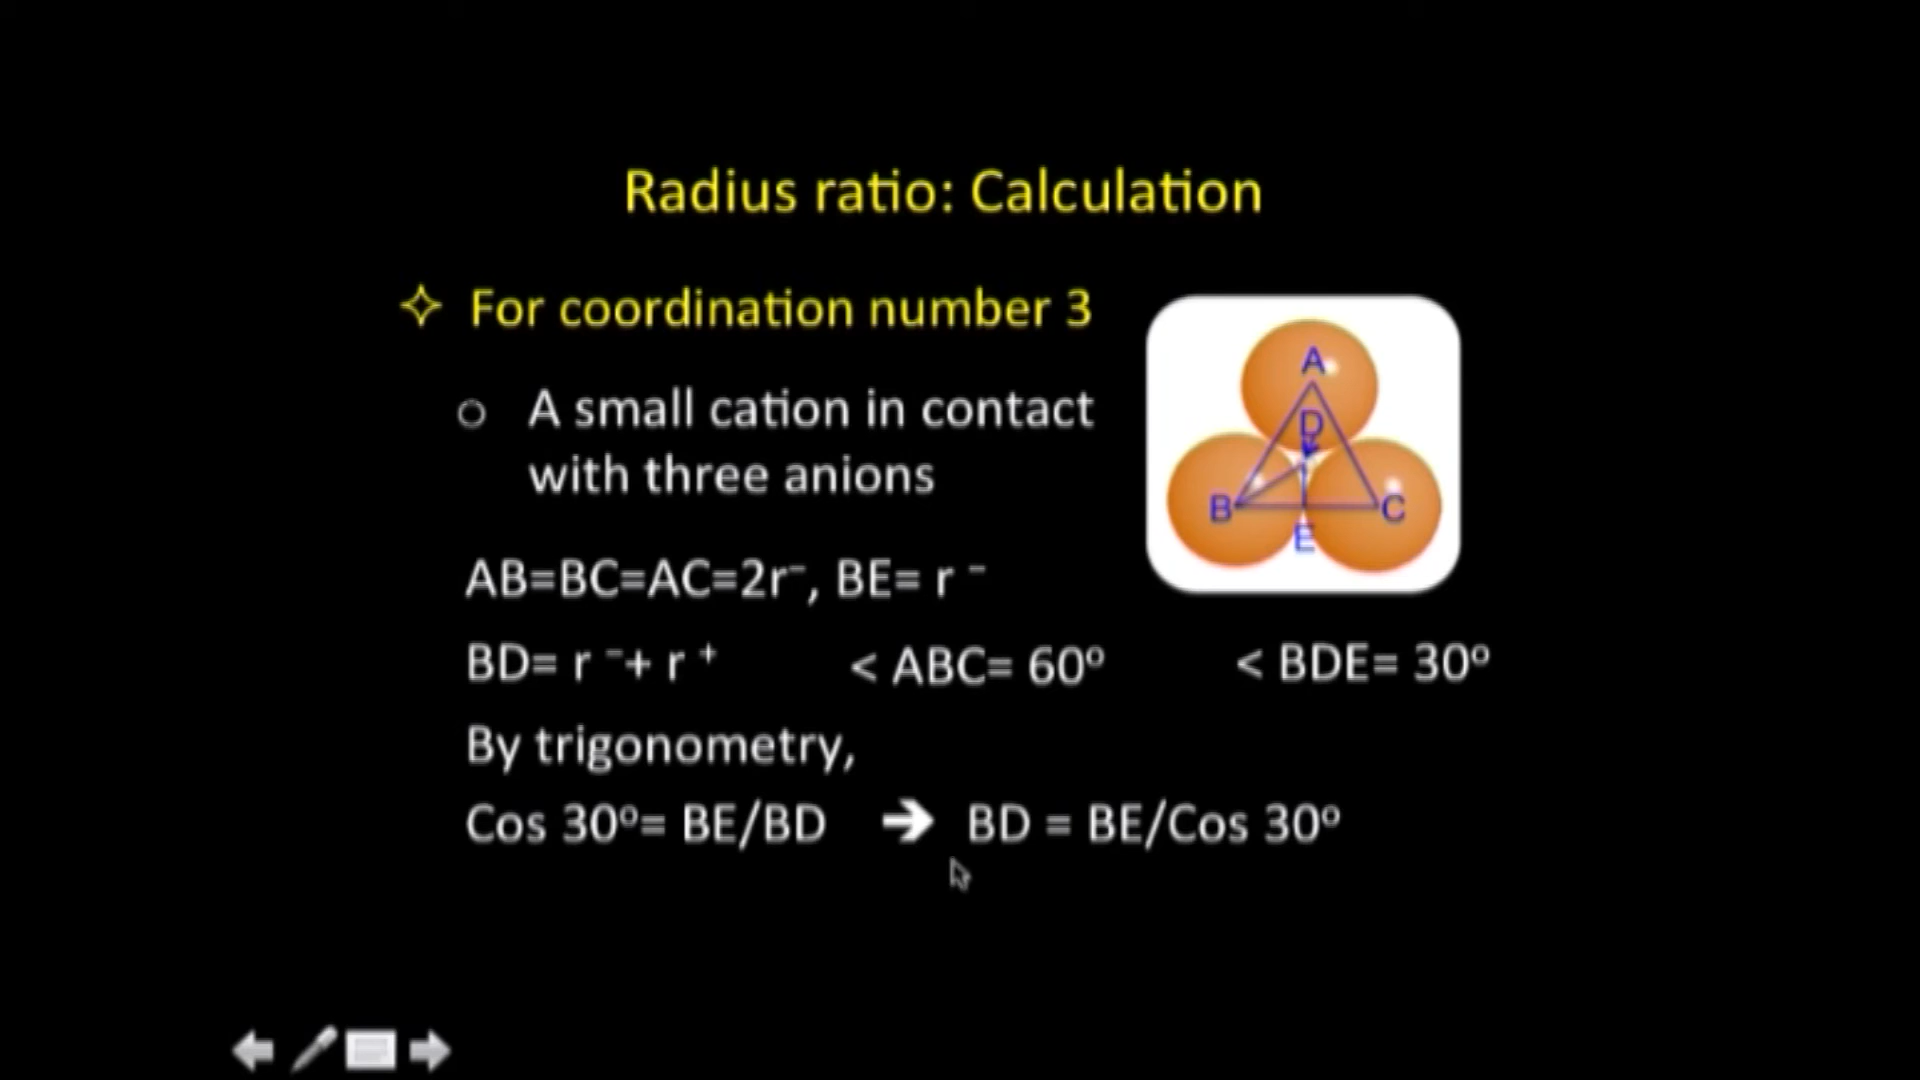 Radius ratio: Calculation
✧ For coordination number 3
o A small cation in contact
with three anions
A
D
B
C
E
AB=BC=AC=2r⁻, BE= r ⁻
BD= r ⁻+ r ⁺ < ABC= 60º < BDE= 30º
By trigonometry,
Cos 30º= BE/BD ➔ BD = BE/Cos 30º